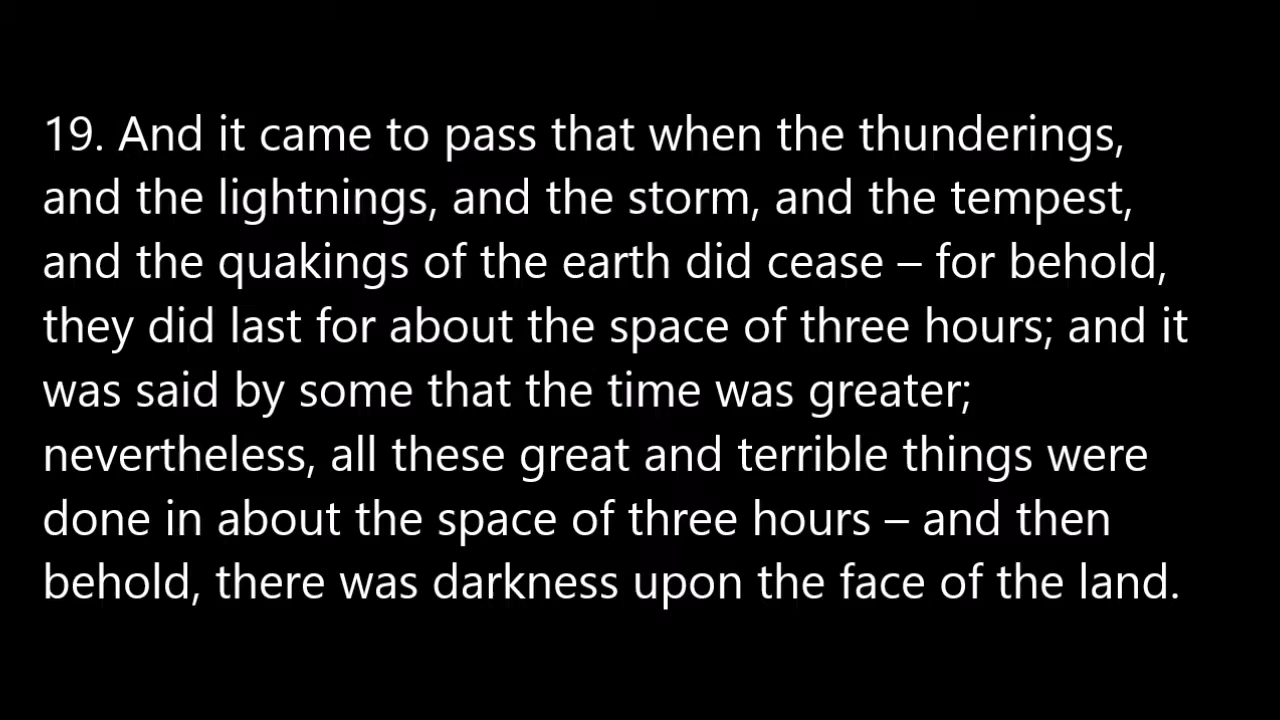 19. And it came to pass that when the thunderings,
and the lightnings, and the storm, and the tempest,
and the quakings of the earth did cease – for behold,
they did last for about the space of three hours; and it
was said by some that the time was greater;
nevertheless, all these great and terrible things were
done in about the space of three hours – and then
behold, there was darkness upon the face of the land.